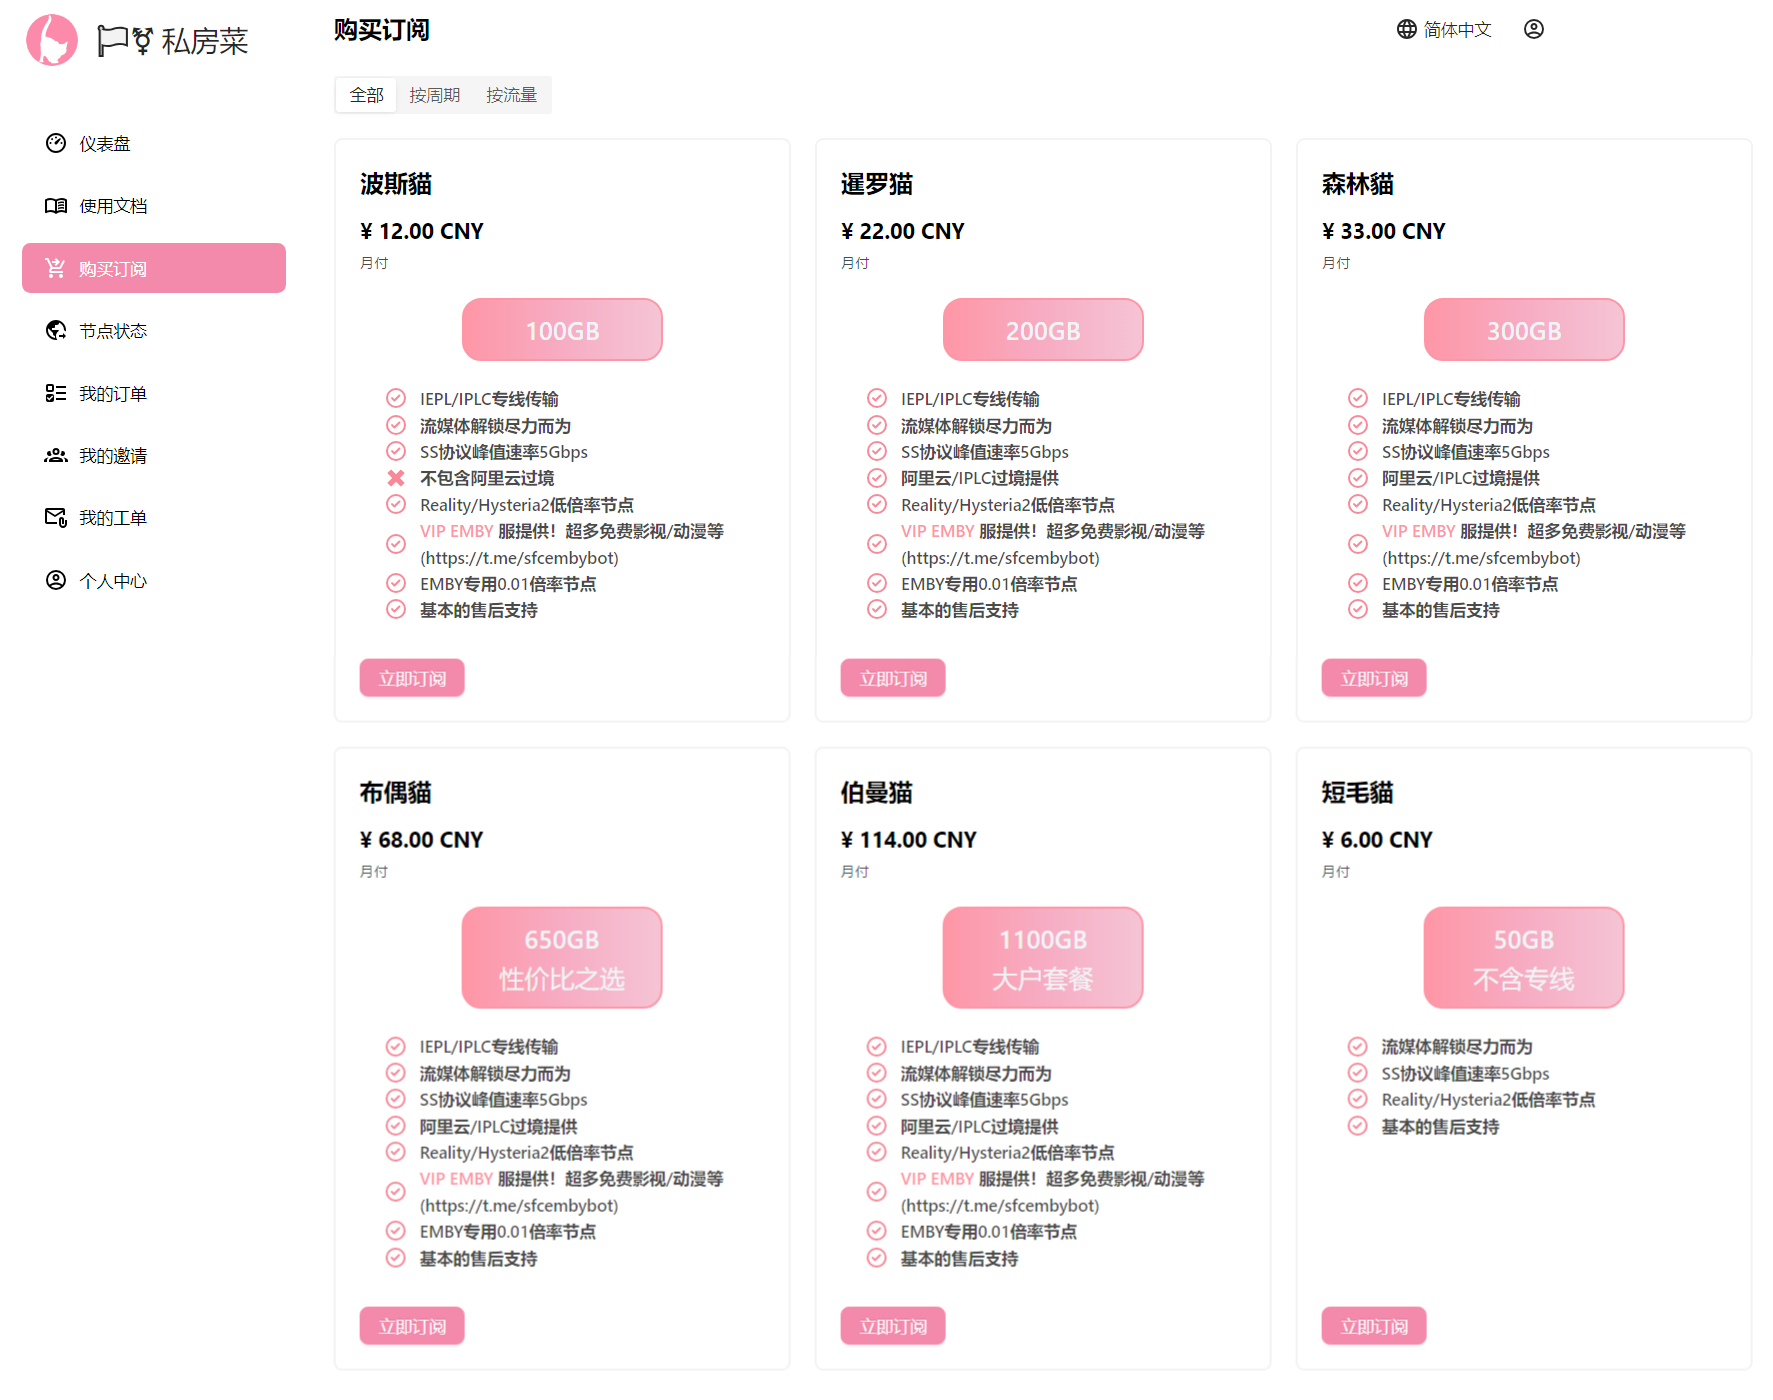 🏳️⚧ 私房菜
购买订阅
简体中文
仪表盘
使用文档
购买订阅
节点状态
我的订单
我的邀请
我的工单
个人中心
全部 按周期 按流量
波斯貓
¥ 12.00 CNY
月付
100GB
IEPL/IPLC专线传输
流媒体解锁尽力而为
SS协议峰值速率5Gbps
不包含阿里云过境
Reality/Hysteria2低倍率节点
VIP EMBY 服提供！超多免费影视/动漫等
(https://t.me/sfcembybot)
EMBY专用0.01倍率节点
基本的售后支持
立即订阅
暹罗猫
¥ 22.00 CNY
月付
200GB
IEPL/IPLC专线传输
流媒体解锁尽力而为
SS协议峰值速率5Gbps
阿里云/IPLC过境提供
Reality/Hysteria2低倍率节点
VIP EMBY 服提供！超多免费影视/动漫等
(https://t.me/sfcembybot)
EMBY专用0.01倍率节点
基本的售后支持
立即订阅
森林貓
¥ 33.00 CNY
月付
300GB
IEPL/IPLC专线传输
流媒体解锁尽力而为
SS协议峰值速率5Gbps
阿里云/IPLC过境提供
Reality/Hysteria2低倍率节点
VIP EMBY 服提供！超多免费影视/动漫等
(https://t.me/sfcembybot)
EMBY专用0.01倍率节点
基本的售后支持
立即订阅
布偶貓
¥ 68.00 CNY
月付
650GB
性价比之选
IEPL/IPLC专线传输
流媒体解锁尽力而为
SS协议峰值速率5Gbps
阿里云/IPLC过境提供
Reality/Hysteria2低倍率节点
VIP EMBY 服提供！超多免费影视/动漫等
(https://t.me/sfcembybot)
EMBY专用0.01倍率节点
基本的售后支持
立即订阅
伯曼猫
¥ 114.00 CNY
月付
1100GB
大户套餐
IEPL/IPLC专线传输
流媒体解锁尽力而为
SS协议峰值速率5Gbps
阿里云/IPLC过境提供
Reality/Hysteria2低倍率节点
VIP EMBY 服提供！超多免费影视/动漫等
(https://t.me/sfcembybot)
EMBY专用0.01倍率节点
基本的售后支持
立即订阅
短毛貓
¥ 6.00 CNY
月付
50GB
不含专线
流媒体解锁尽力而为
SS协议峰值速率5Gbps
Reality/Hysteria2低倍率节点
基本的售后支持
立即订阅